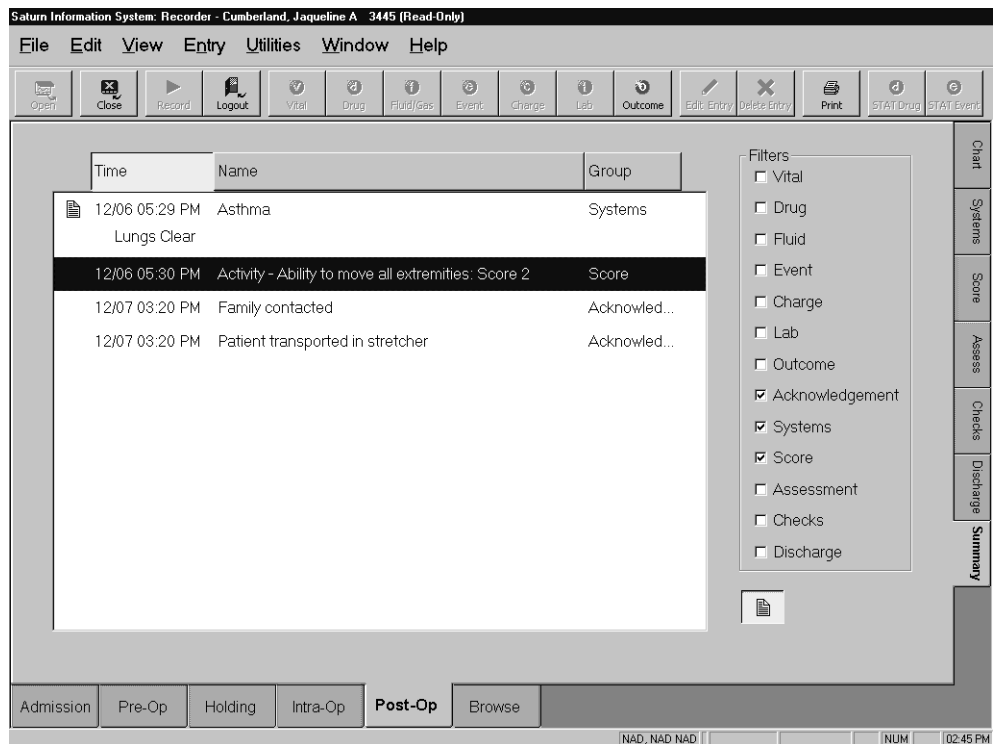 Saturn Information System: Recorder - Cumberland, Jaqueline A 3445 (Read-Only)
File Edit View Entry Utilities Window Help
Open Close Record Logout Vital Drug Fluid/Gas Event Charge Lab Outcome Edit Entry Delete Entry Print STAT Drug STAT Event
Time Name Group
12/06 05:29 PM Asthma Systems
Lungs Clear
12/06 05:30 PM Activity - Ability to move all extremities: Score 2 Score
12/07 03:20 PM Family contacted Acknowled...
12/07 03:20 PM Patient transported in stretcher Acknowled...
Filters
Vital
Drug
Fluid
Event
Charge
Lab
Outcome
Acknowledgement
Systems
Score
Assessment
Checks
Discharge
Chart
Systems
Score
Assess
Checks
Discharge
Summary
Admission Pre-Op Holding Intra-Op Post-Op Browse
NAD, NAD NAD NUM 02:45 PM